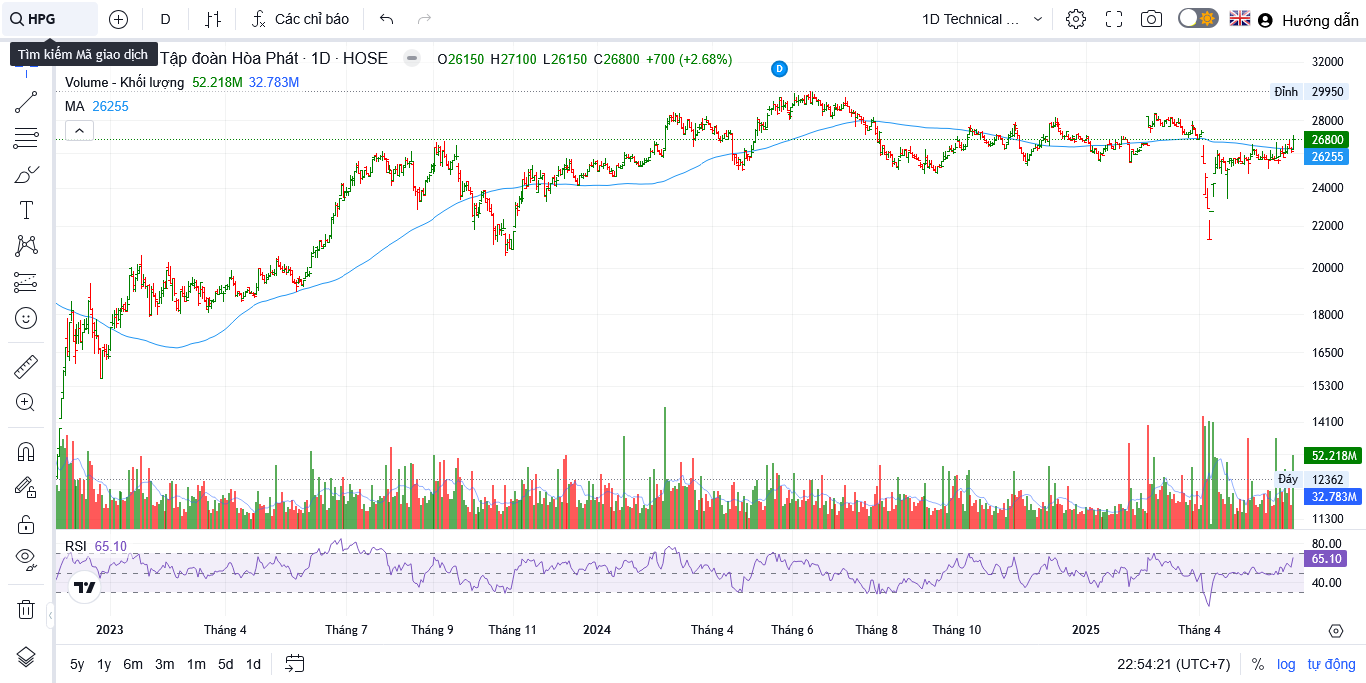 HPG
D
Các chỉ báo
1D Technical ...
Hướng dẫn
Tìm kiếm Mã giao dịch
Tập đoàn Hòa Phát · 1D · HOSE
O26150 H27100 L26150 C26800 +700 (+2.68%)
Volume - Khối lượng 52.218M 32.783M
MA 26255
D
32000
Đỉnh 29950
28000
26800
26255
24000
22000
20000
18000
16500
15300
14100
52.218M
Đáy 12362
32.783M
11300
RSI 65.10
80.00
65.10
40.00
2023 Tháng 4 Tháng 7 Tháng 9 Tháng 11 2024 Tháng 4 Tháng 6 Tháng 8 Tháng 10 2025 Tháng 4
5y 1y 6m 3m 1m 5d 1d
22:54:21 (UTC+7) % log tự động